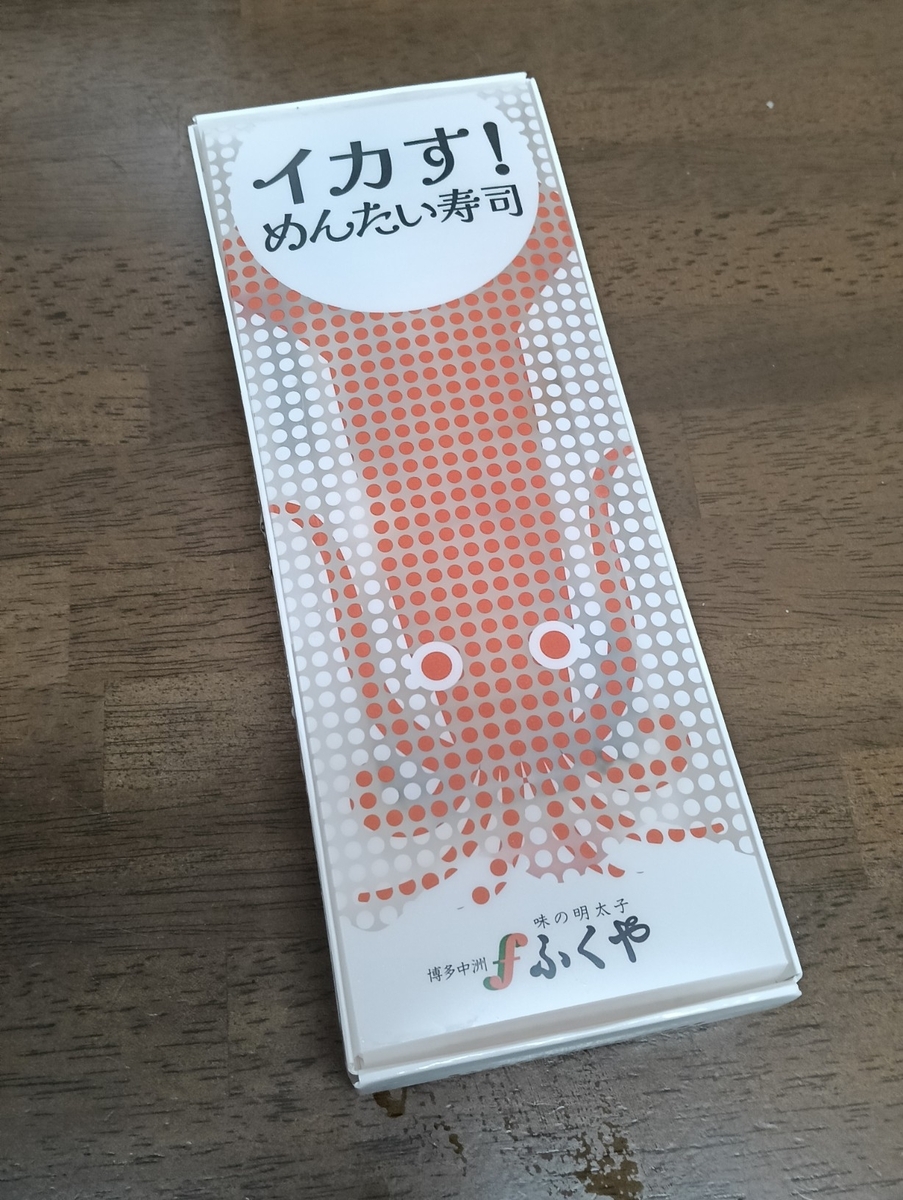 イカす!
めんたい寿司
味の明太子
博多中洲 ふくや